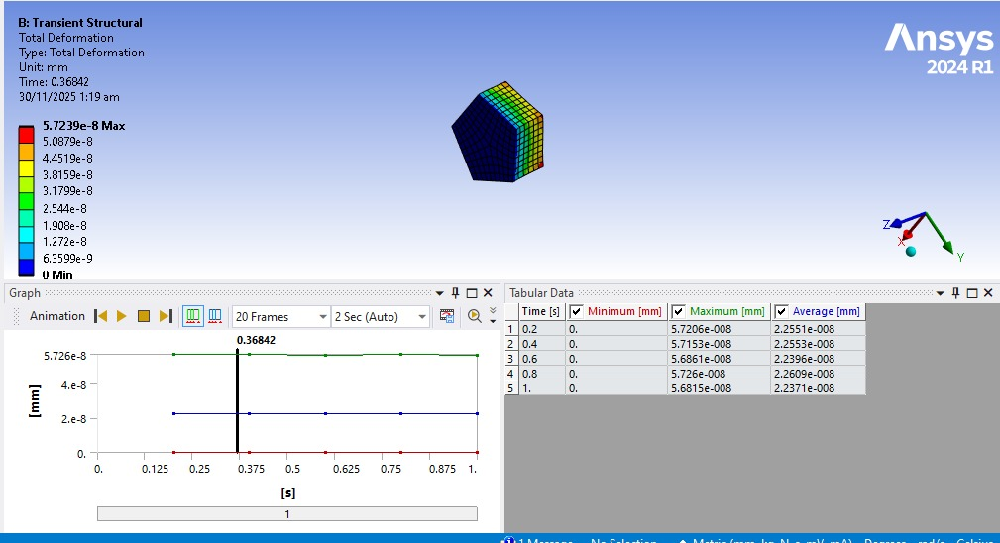 B: Transient Structural
Total Deformation
Type: Total Deformation
Unit: mm
Time: 0.36842
30/11/2025 1:19 am
5.7239e-8 Max
5.0879e-8
4.4519e-8
3.8159e-8
3.1799e-8
2.544e-8
1.908e-8
1.272e-8
6.3599e-9
0 Min
Ansys
2024 R1
Z
X
Y
Graph
Animation
20 Frames
2 Sec (Auto)
0.36842
5.726e-8
4.e-8
2.e-8
0.
[mm]
0. 0.125 0.25 0.375 0.5 0.625 0.75 0.875 1.
[s]
1
Tabular Data
Time [s] Minimum [mm] Maximum [mm] Average [mm]
1 0.2 0. 5.7206e-008 2.2551e-008
2 0.4 0. 5.7153e-008 2.2553e-008
3 0.6 0. 5.6861e-008 2.2396e-008
4 0.8 0. 5.726e-008 2.2609e-008
5 1. 0. 5.6815e-008 2.2371e-008
1 Message No Selection Metric (mm, kg, N, s, mV, mA) Degrees rad/s Celsius